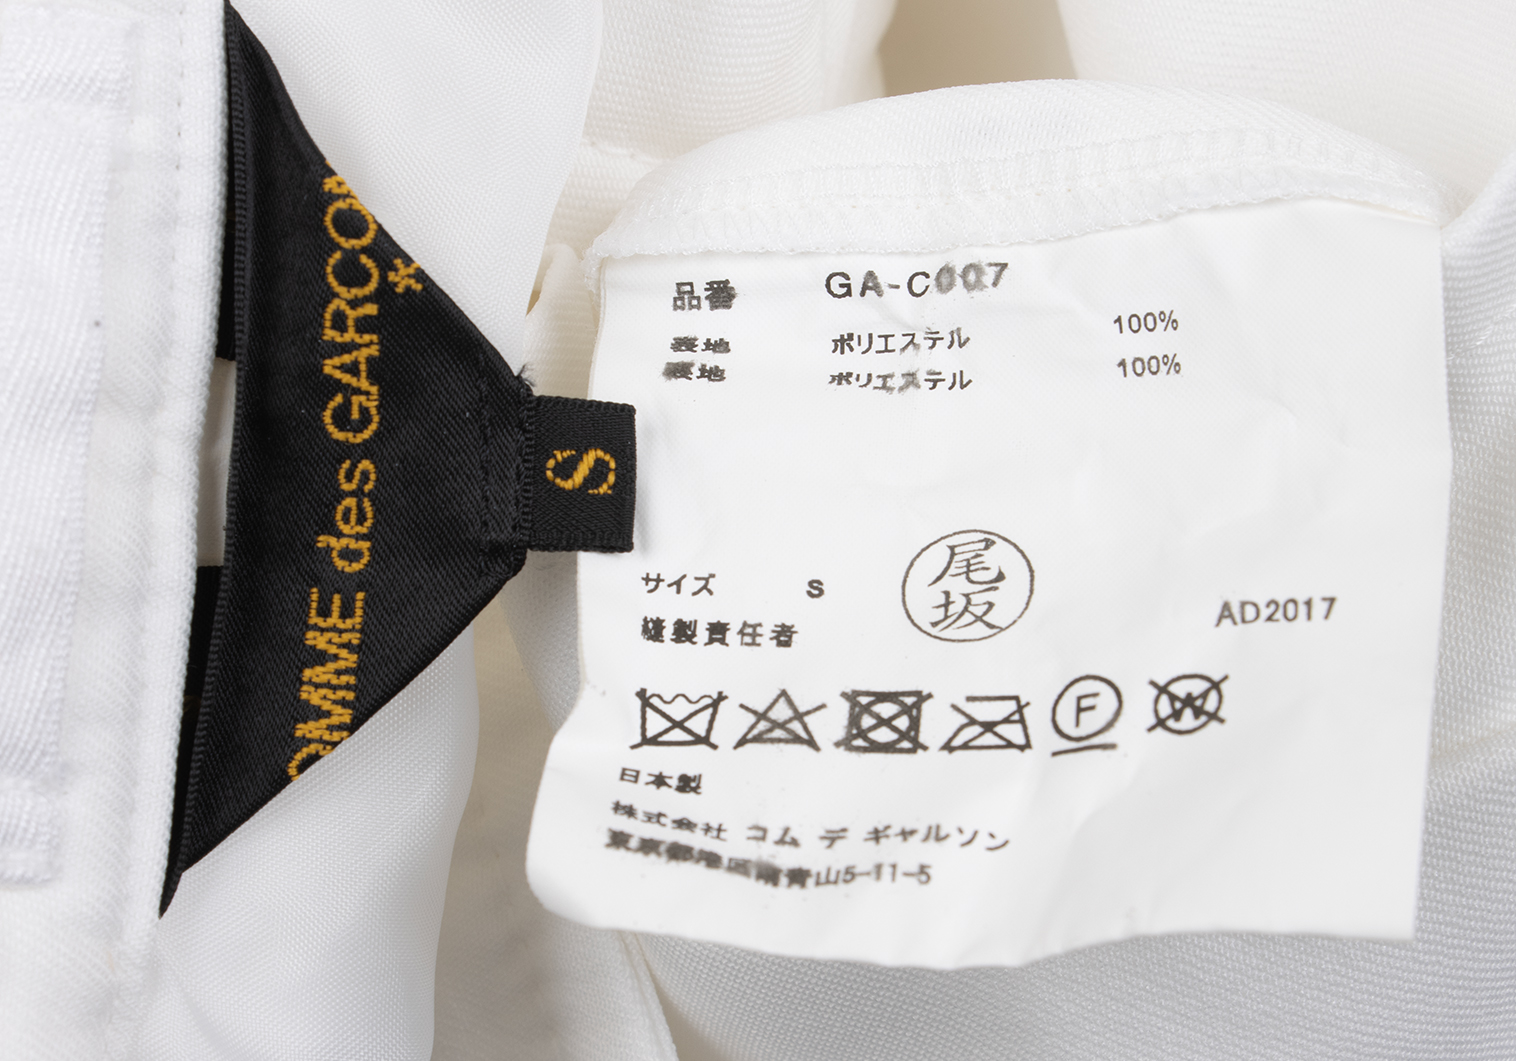 COMME des GARCON
*
S
品番 GA-C007
表地 ポリエステル 100%
裏地 ポリエステル 100%
サイズ S
尾坂
縫製責任者
AD2017
F
W
日本製
株式会社 コム デ ギャルソン
東京都港区南青山5-11-5